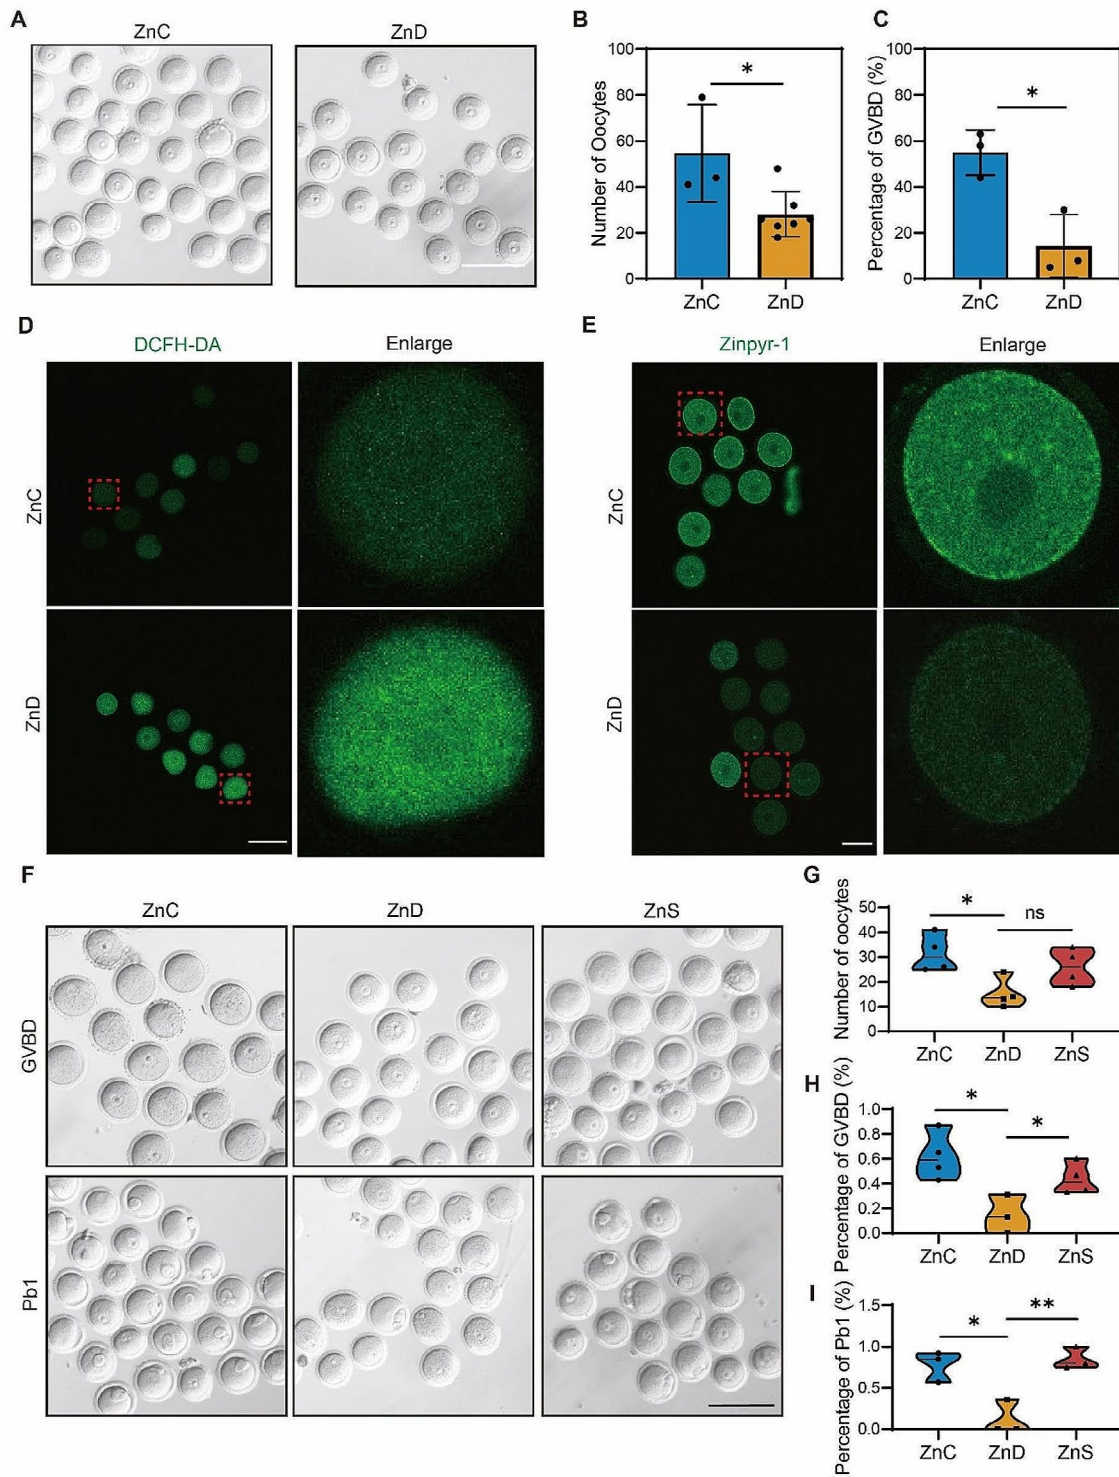 A
ZnC
ZnD
B
Number of Oocytes
100
80
60
40
20
0
*
ZnC
ZnD
C
Percentage of GVBD (%)
100
80
60
40
20
0
*
ZnC
ZnD
D
DCFH-DA
Enlarge
ZnC
ZnD
E
Zinpyr-1
Enlarge
ZnC
ZnD
F
ZnC
ZnD
ZnS
GVBD
Pb1
G
Number of oocytes
50
40
30
20
10
0
*
ns
ZnC
ZnD
ZnS
H
Percentage of GVBD (%)
1.0
0.8
0.6
0.4
0.2
0.0
*
*
ZnC
ZnD
ZnS
I
Percentage of Pb1 (%)
1.5
1.0
0.5
0.0
*
**
ZnC
ZnD
ZnS